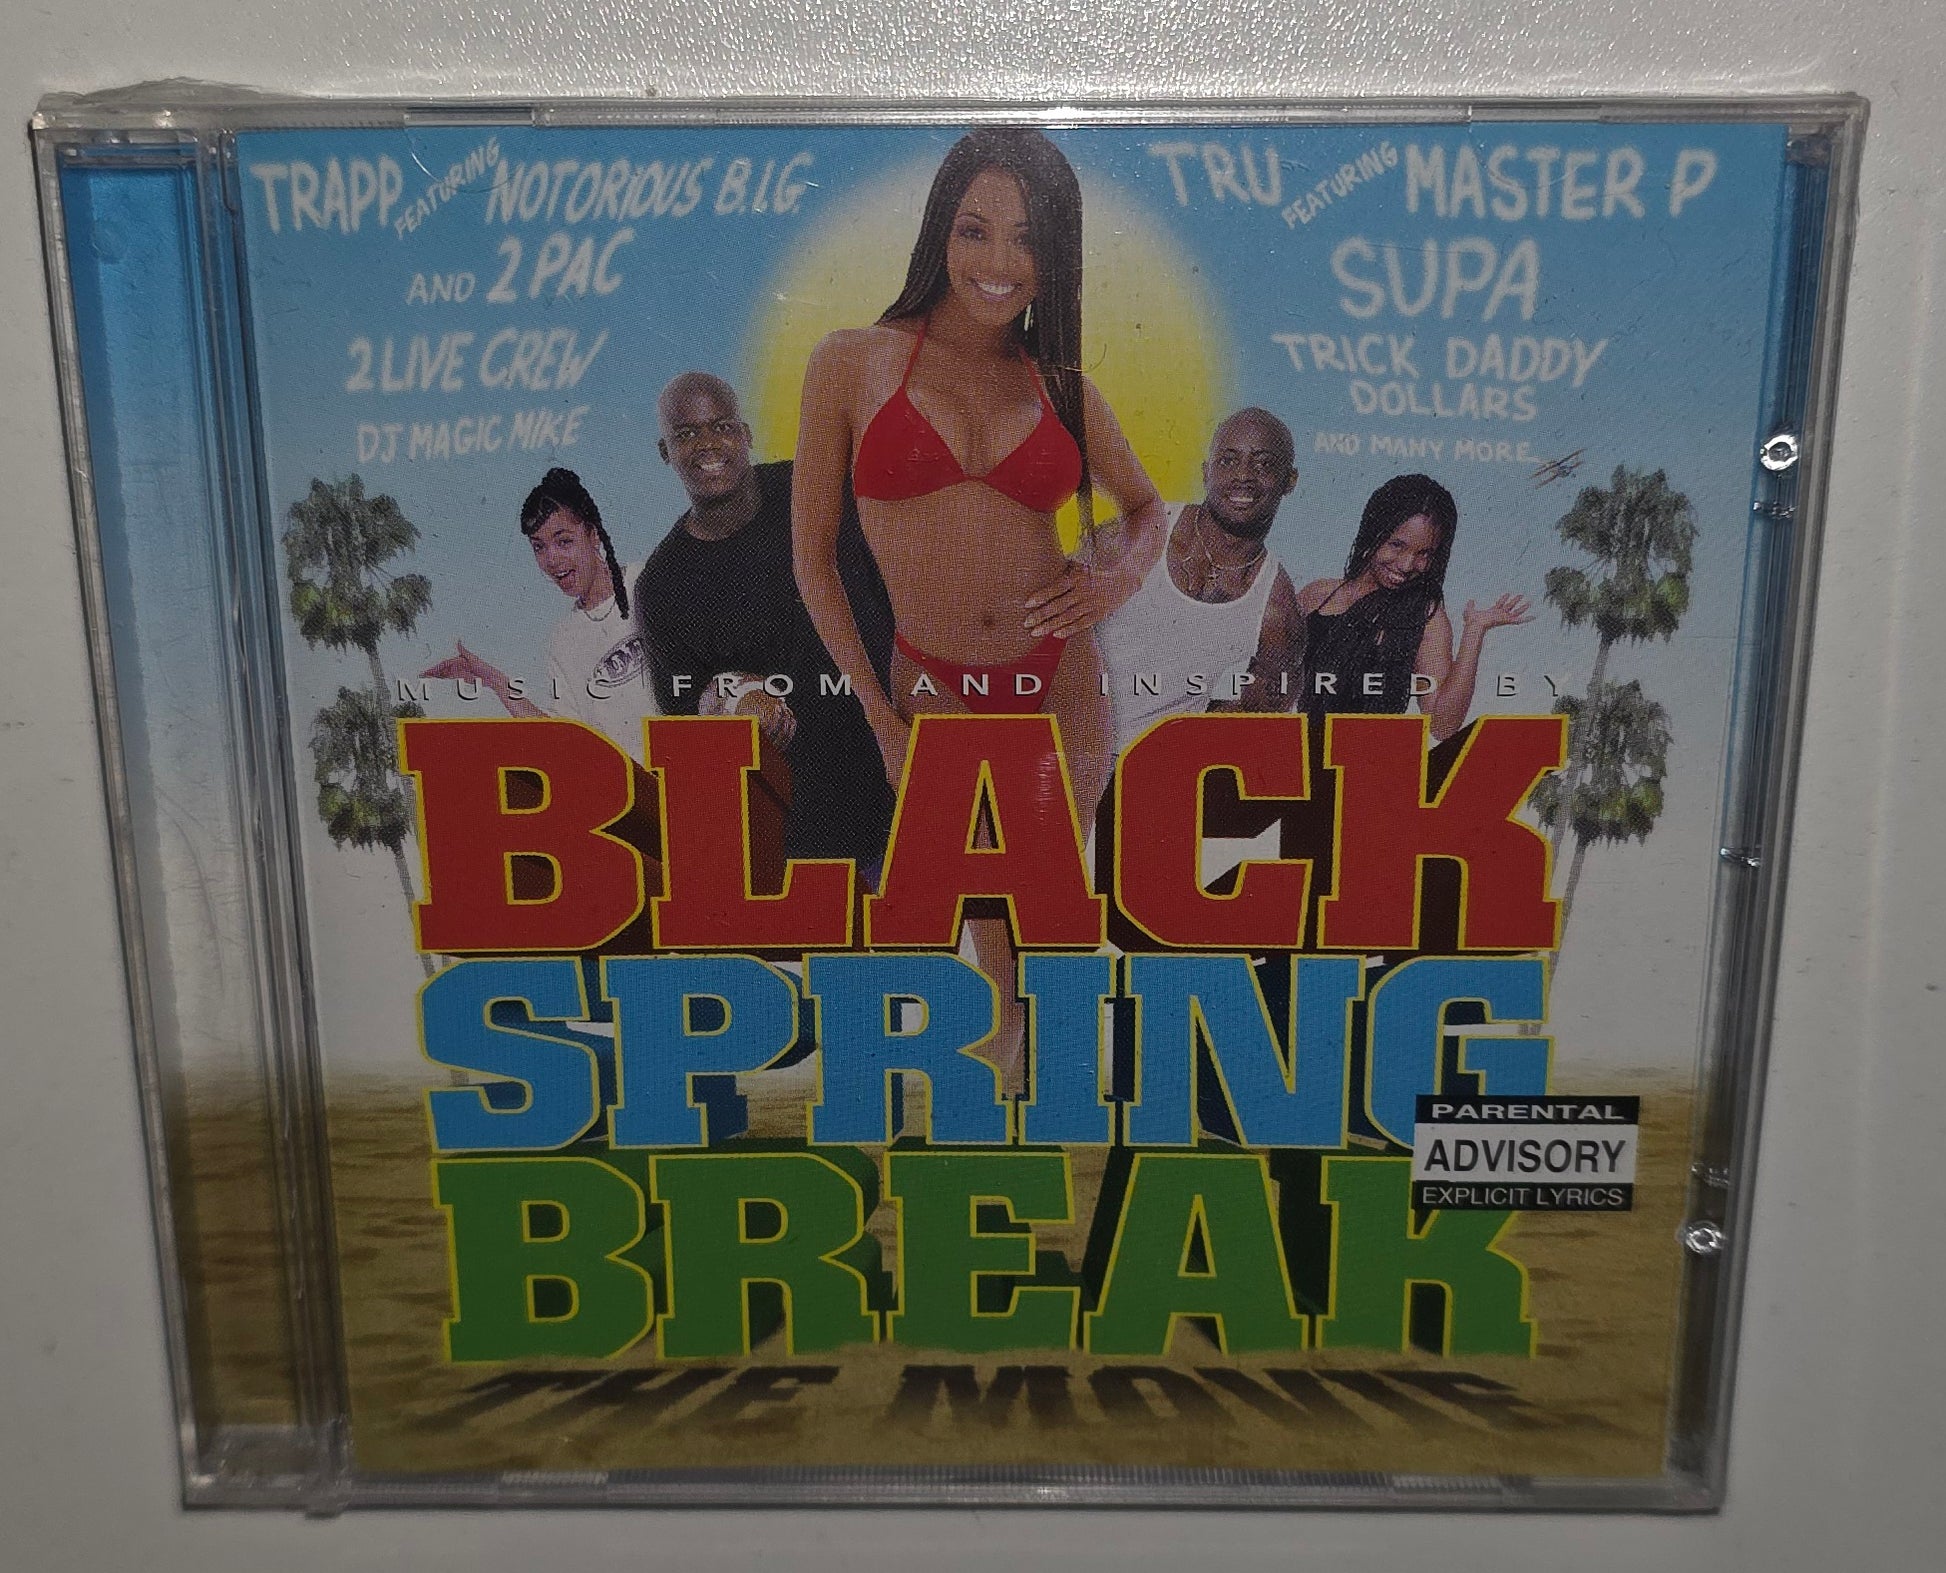 TRAPP FEATURING NOTORIOUS B.I.G.
AND 2 PAC
2 LIVE CREW
DJ MAGIC MIKE
TRU FEATURING MASTER P
SUPA
TRICK DADDY
DOLLARS
AND MANY MORE...
MUSIC FROM AND INSPIRED BY
BLACK
SPRING
BREAK
THE MOVIE
PARENTAL
ADVISORY
EXPLICIT LYRICS